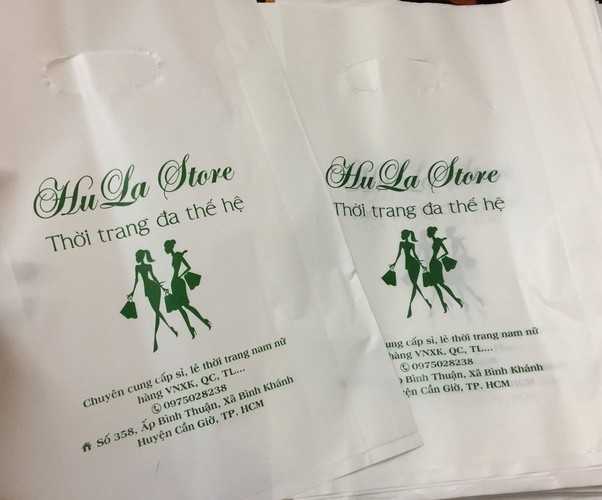 HuLa Store
Thời trang đa thế hệ
Chuyên cung cấp sỉ, lẻ thời trang nam nữ
hàng VNXK, QC, TL...
0975028238
Số 358, Ấp Bình Thuận, Xã Bình Khánh
Huyện Cần Giờ, TP. HCM
HuLa Store
Thời trang đa thế hệ
cung cấp sỉ, lẻ thời trang nam nữ
hàng VNXK, QC, TL...
0975028238
Ấp Bình Thuận, Xã Bình Khánh
Huyện Cần Giờ, TP. HCM